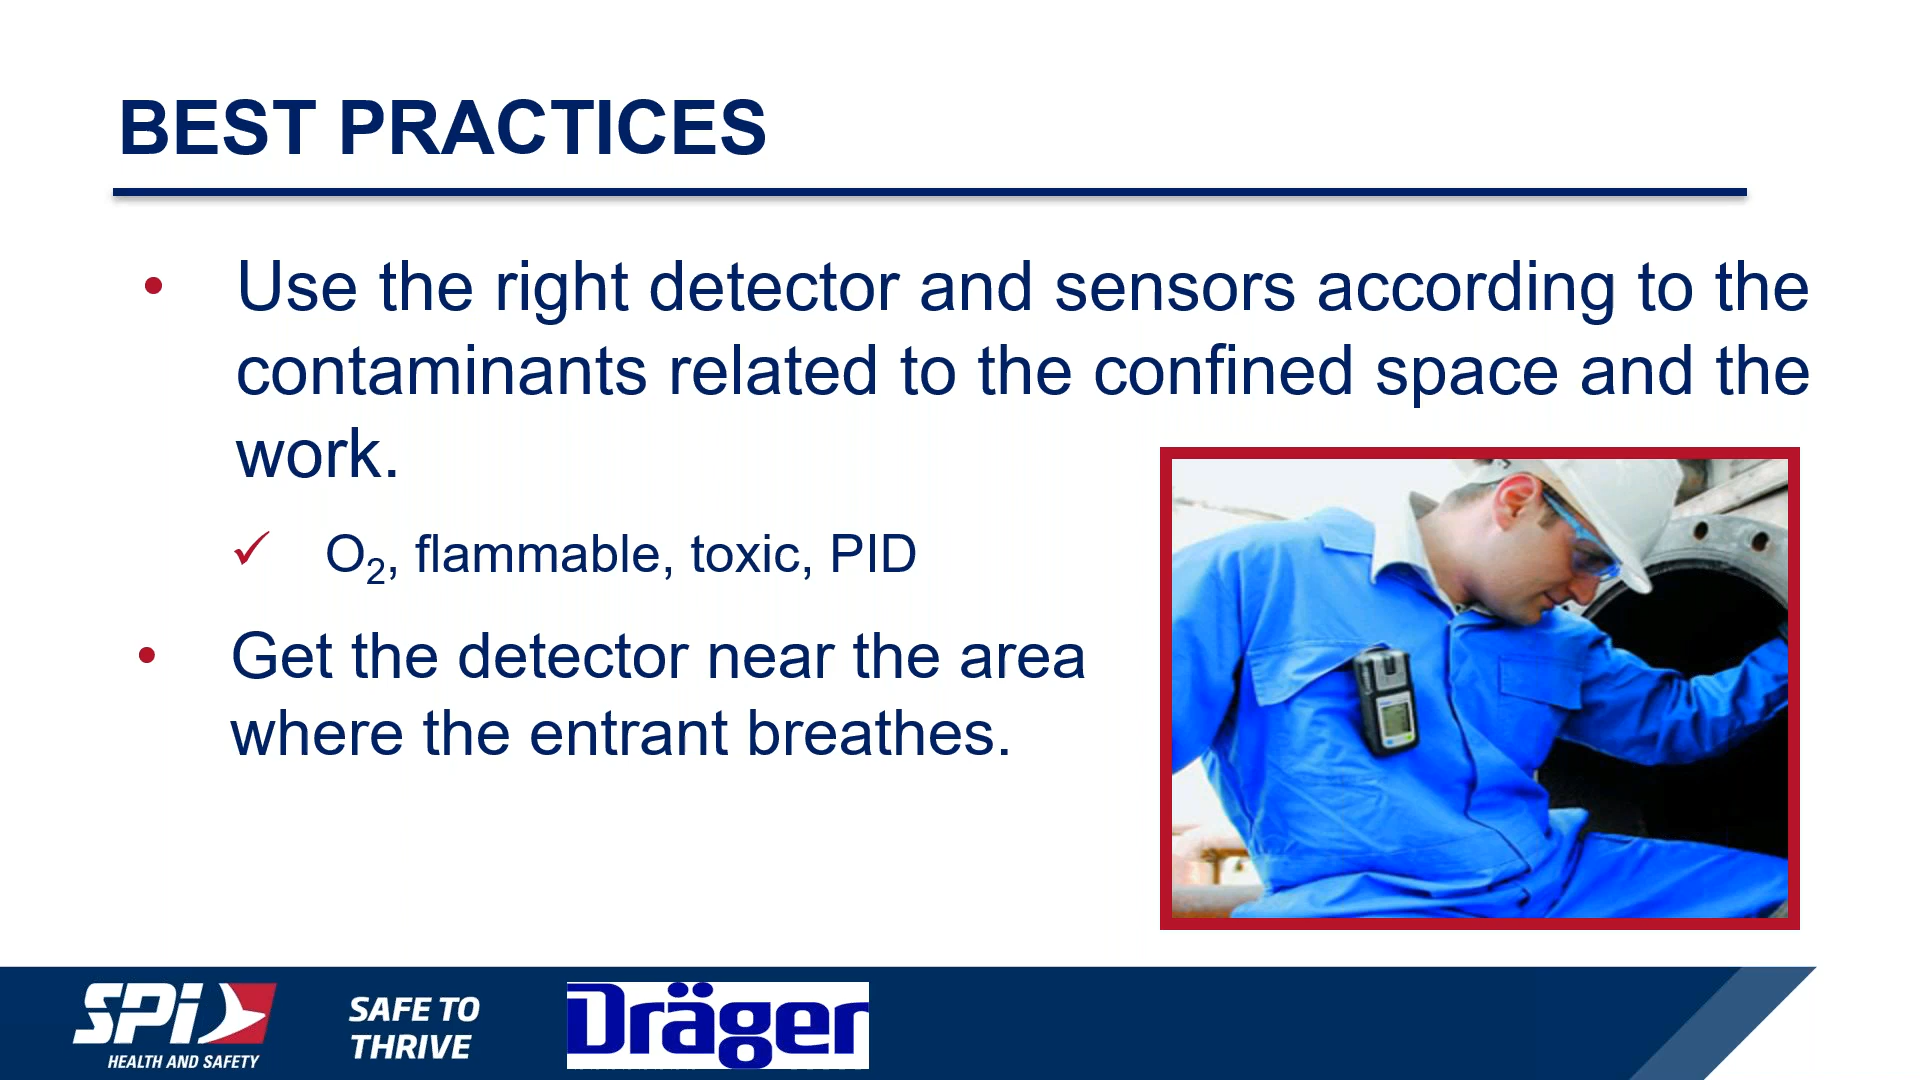 BEST PRACTICES
• Use the right detector and sensors according to the
contaminants related to the confined space and the
work.
✓ O₂, flammable, toxic, PID
• Get the detector near the area
where the entrant breathes.
SPi
HEALTH AND SAFETY
SAFE TO
THRIVE
Dräger